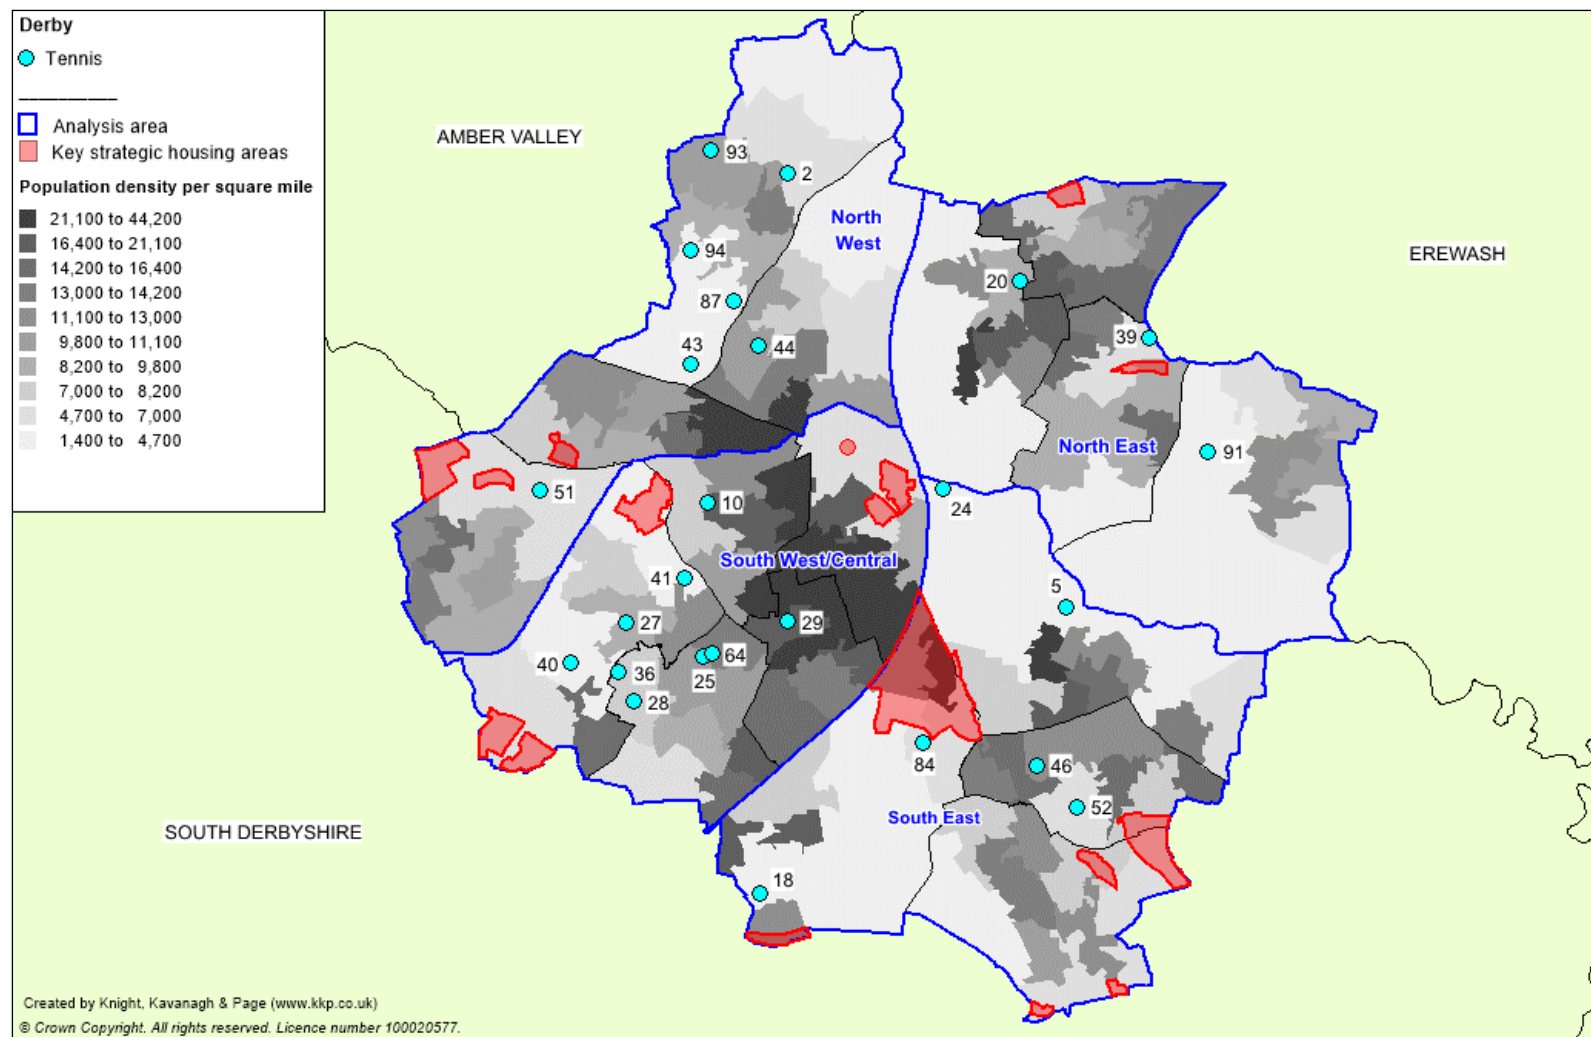 Derby
Tennis
Analysis area
Key strategic housing areas
Population density per square mile
21,100 to 44,200
16,400 to 21,100
14,200 to 16,400
13,000 to 14,200
11,100 to 13,000
9,800 to 11,100
8,200 to 9,800
7,000 to 8,200
4,700 to 7,000
1,400 to 4,700
AMBER VALLEY
93
2
North
West
94
EREWASH
20
87
39
43
44
North East
91
51
10
24
South West/Central
41
5
27
29
64
40
36
25
28
84
46
52
South East
SOUTH DERBYSHIRE
18
Created by Knight, Kavanagh & Page (www.kkp.co.uk)
© Crown Copyright. All rights reserved. Licence number 100020577.